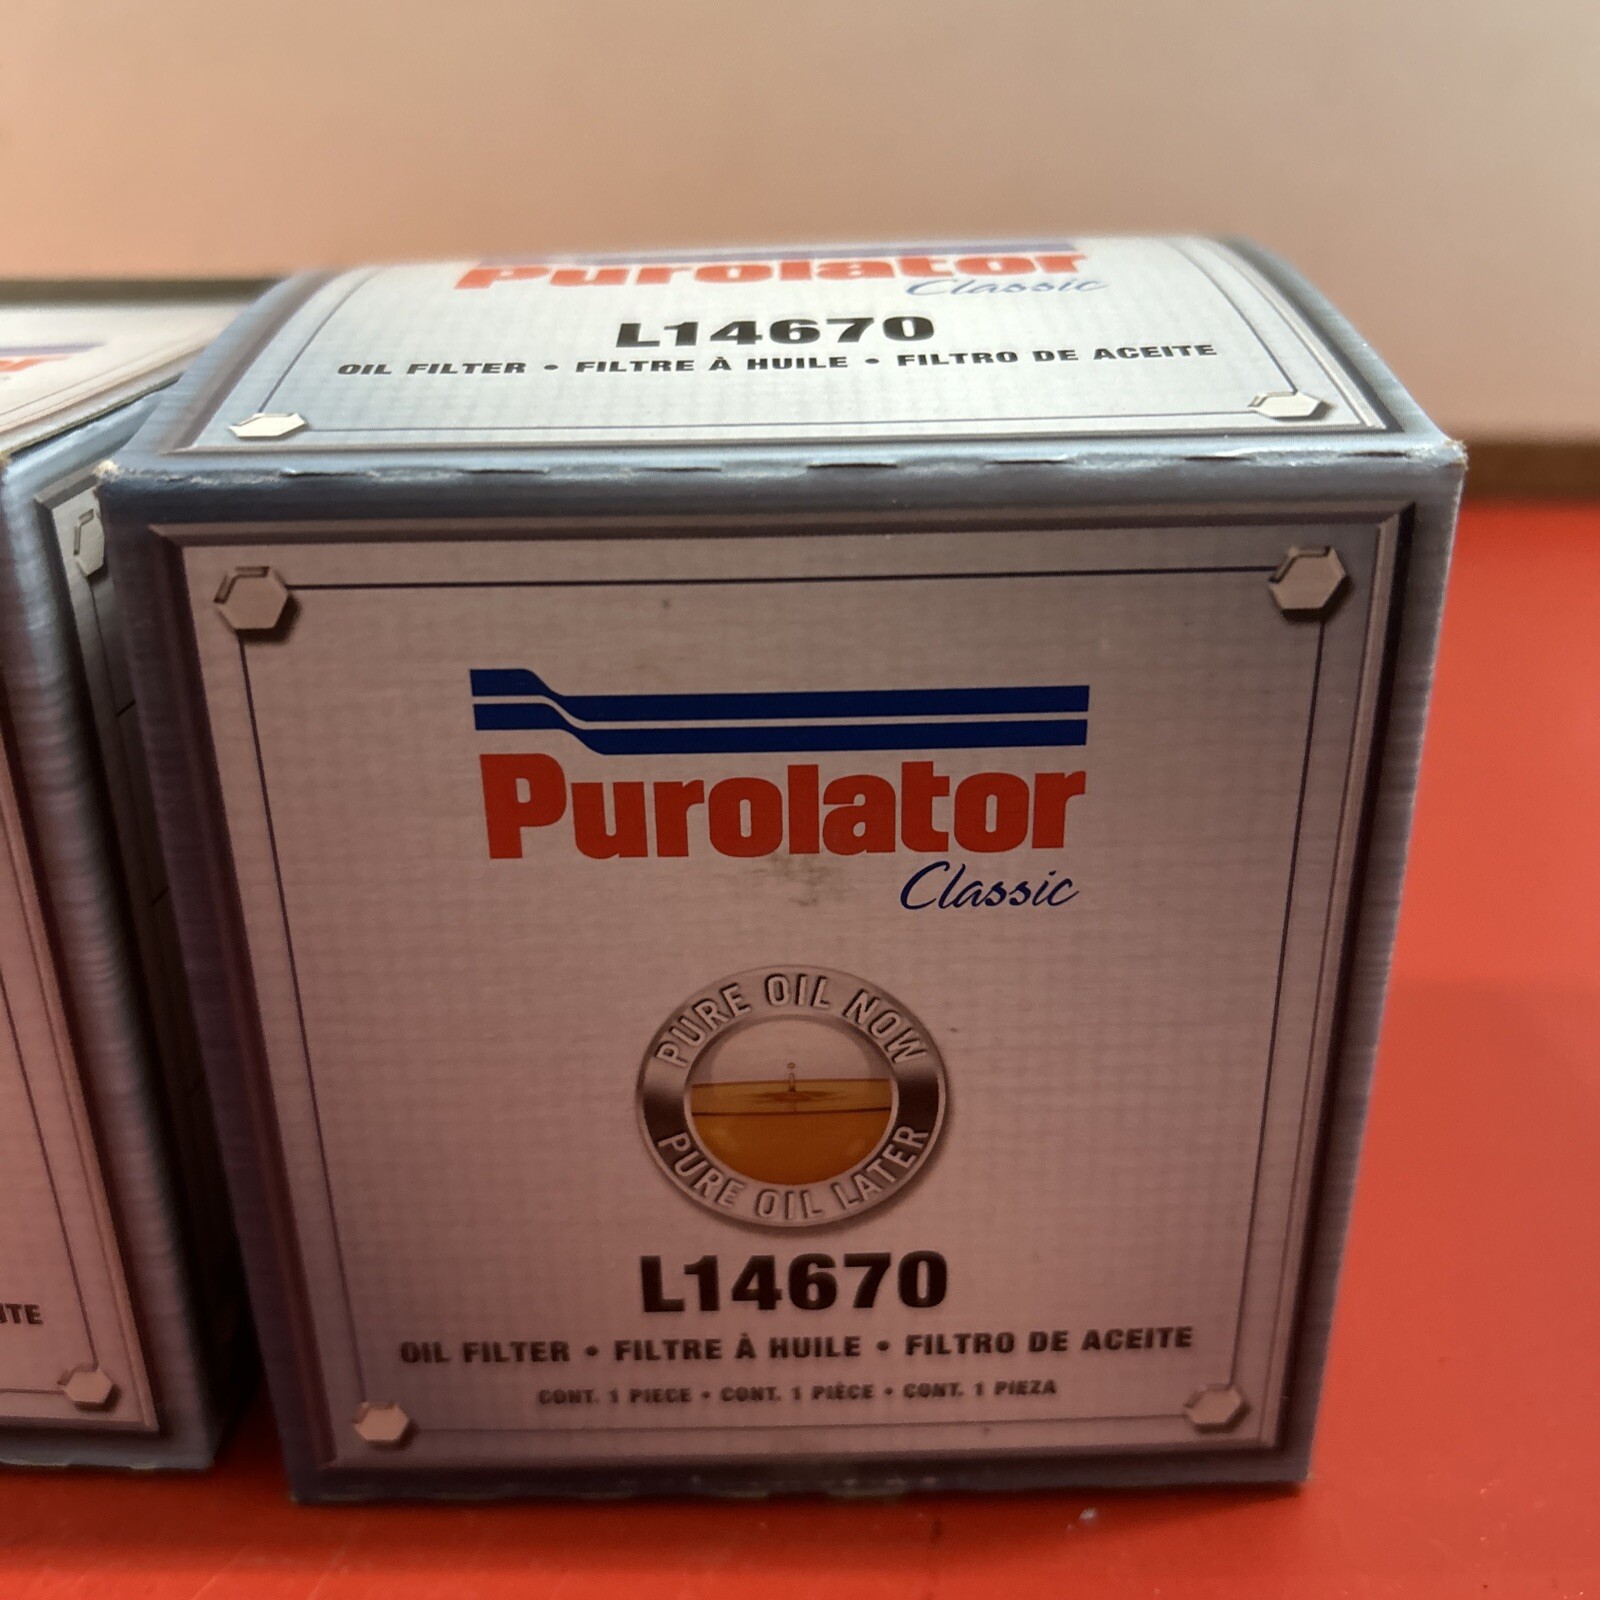 Purolator
Classic
L14670
OIL FILTER • FILTRE À HUILE • FILTRO DE ACEITE
Purolator
Classic
PURE OIL NOW
PURE OIL LATER
L14670
OIL FILTER • FILTRE À HUILE • FILTRO DE ACEITE
CONT. 1 PIECE • CONT. 1 PIÈCE • CONT. 1 PIEZA